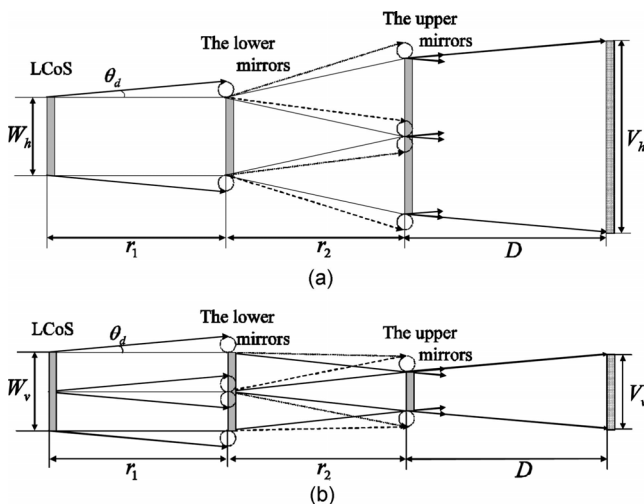 LCoS
θd
The lower
mirrors
The upper
mirrors
Wh
Vh
r1
r2
D
(a)
LCoS
θd
The lower
mirrors
The upper
mirrors
Wv
Vv
r1
r2
D
(b)